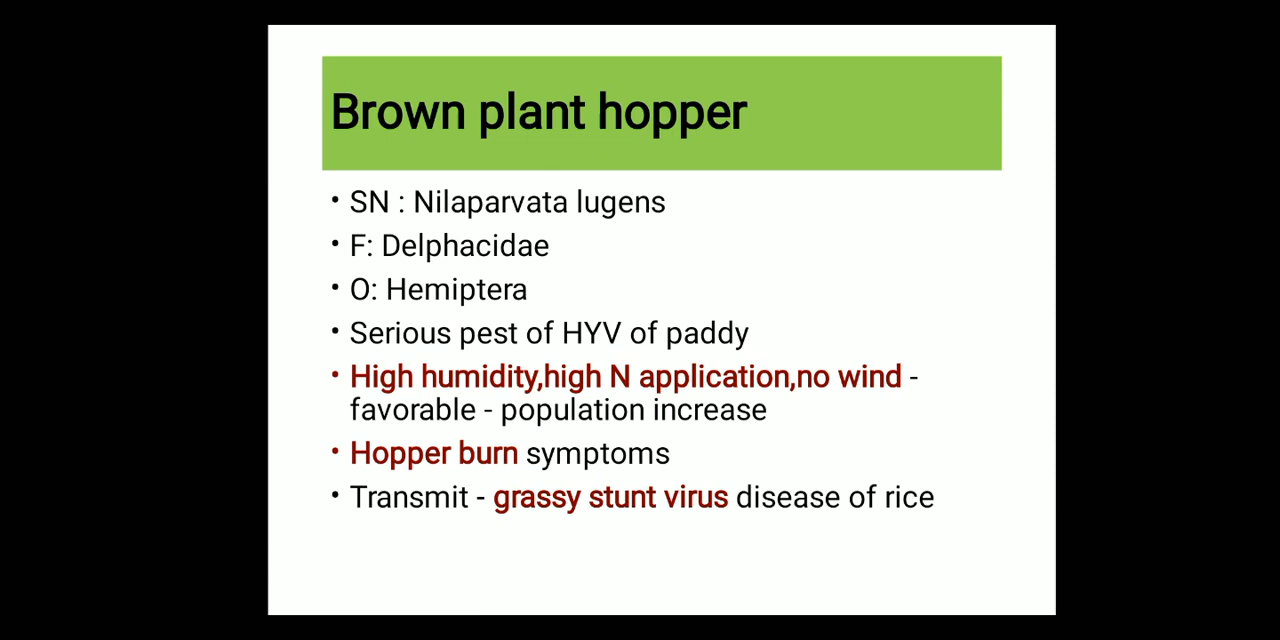 Brown plant hopper
• SN : Nilaparvata lugens
• F: Delphacidae
• O: Hemiptera
• Serious pest of HYV of paddy
• High humidity,high N application,no wind -
favorable - population increase
• Hopper burn symptoms
• Transmit - grassy stunt virus disease of rice